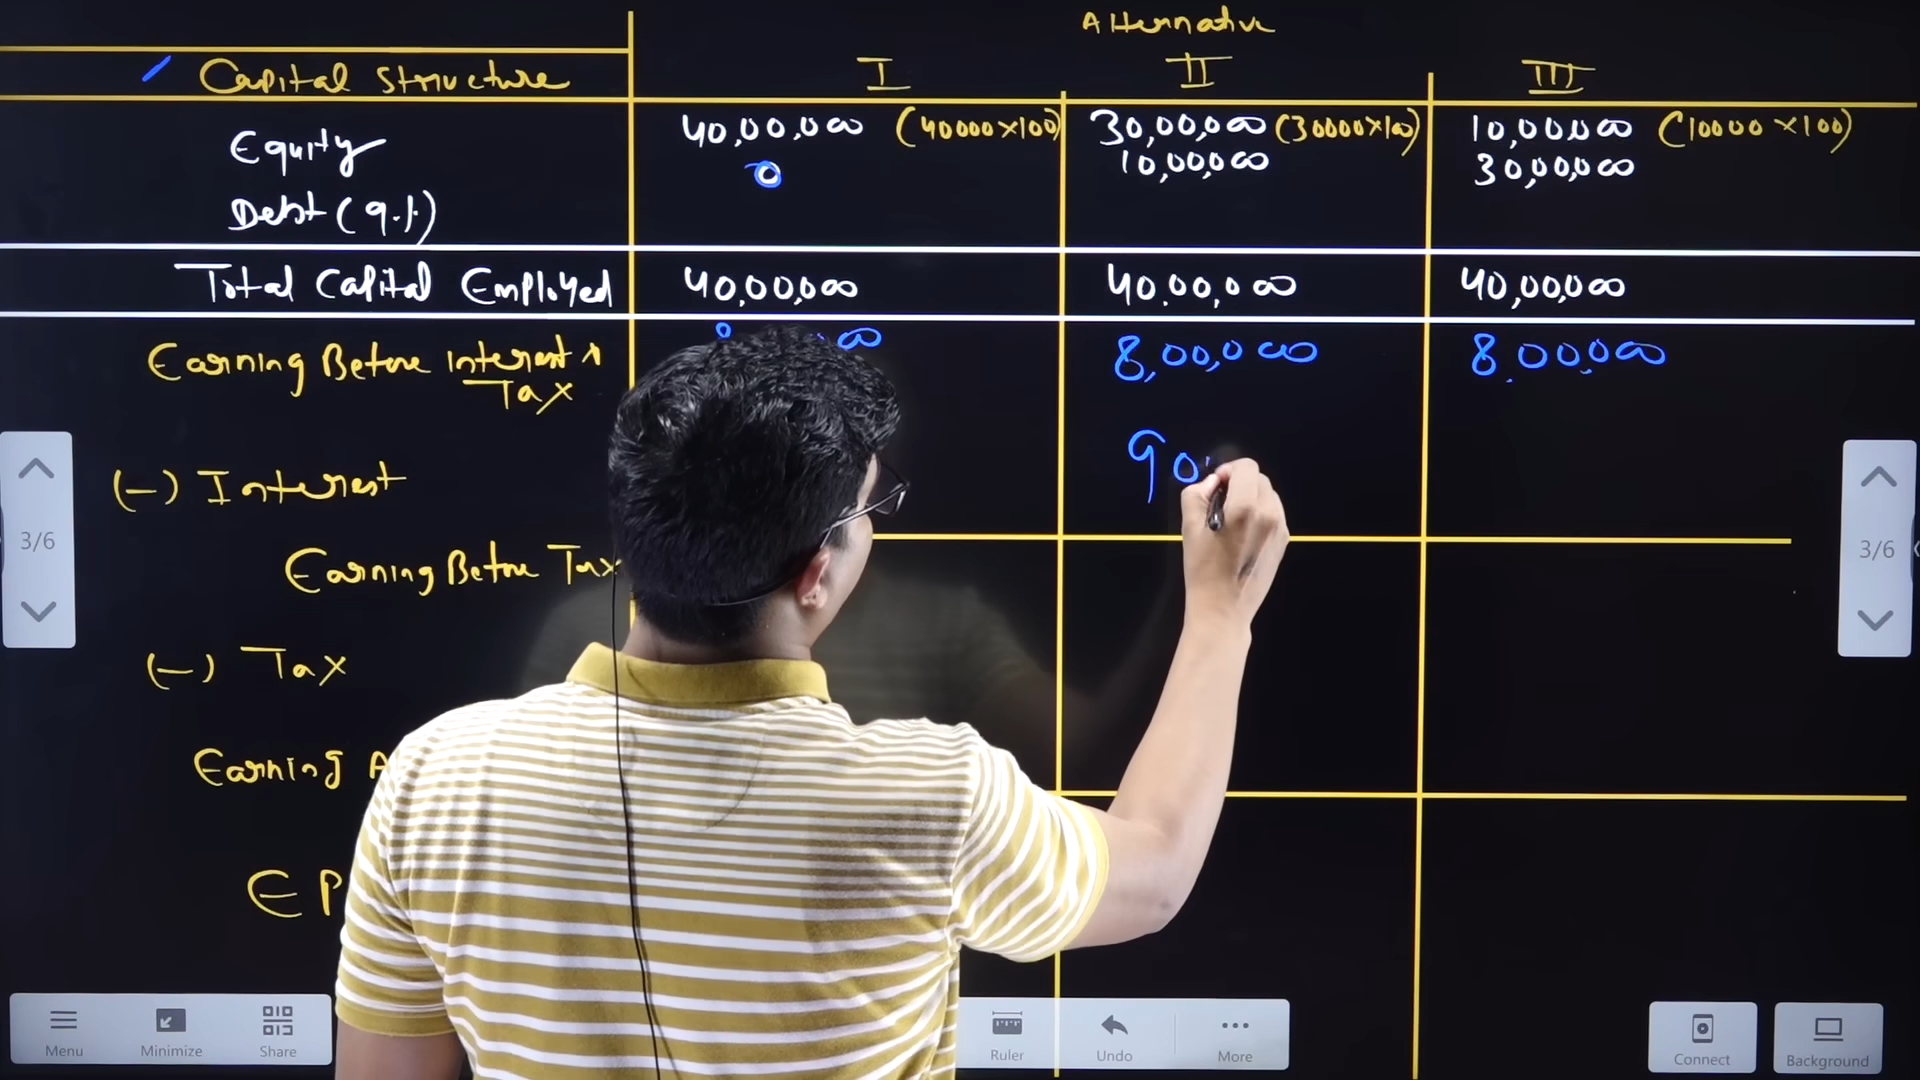 Alternative
Capital Structure I II III
Equity 40,00,000 (40000×100) 30,00,000 (30000×100) 10,00,000 (10000×100)
Debt (9%) 0 10,00,000 30,00,000
Total Capital Employed 40,00,000 40,00,000 40,00,000
Earning Before interest &
Tax
8,00,000 8,00,000
(-) Interest 90
Earning Before Tax
(-) Tax
Earning A
EP
3/6
3/6
Menu Minimize Share Ruler Undo More Connect Background